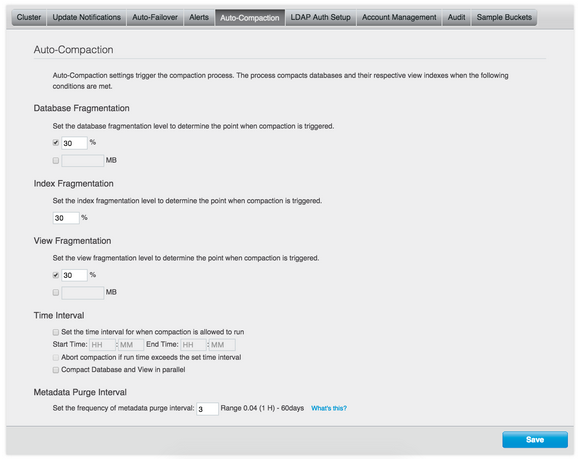 Cluster Update Notifications Auto-Failover Alerts Auto-Compaction LDAP Auth Setup Account Management Audit Sample Buckets
Auto-Compaction
Auto-Compaction settings trigger the compaction process. The process compacts databases and their respective view indexes when the following
conditions are met.
Database Fragmentation
Set the database fragmentation level to determine the point when compaction is triggered.
30 %
MB
Index Fragmentation
Set the index fragmentation level to determine the point when compaction is triggered.
30 %
View Fragmentation
Set the view fragmentation level to determine the point when compaction is triggered.
30 %
MB
Time Interval
Set the time interval for when compaction is allowed to run
Start Time: HH : MM End Time: HH : MM
Abort compaction if run time exceeds the set time interval
Compact Database and View in parallel
Metadata Purge Interval
Set the frequency of metadata purge interval: 3 Range 0.04 (1 H) - 60days What's this?
Save